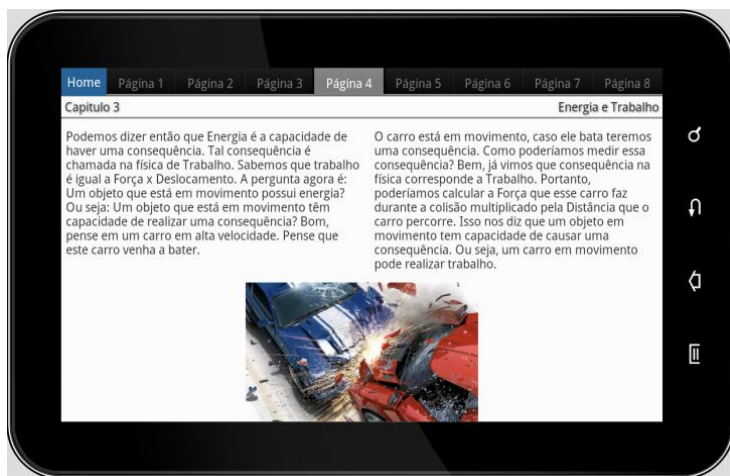 Home Página 1 Página 2 Página 3 Página 4 Página 5 Página 6 Página 7 Página 8
Capitulo 3 Energia e Trabalho
Podemos dizer então que Energia é a capacidade de
haver uma consequência. Tal consequência é
chamada na física de Trabalho. Sabemos que trabalho
é igual a Força x Deslocamento. A pergunta agora é:
Um objeto que está em movimento possui energia?
Ou seja: Um objeto que está em movimento têm
capacidade de realizar uma consequência? Bom,
pense em um carro em alta velocidade. Pense que
este carro venha a bater.
O carro está em movimento, caso ele bata teremos
uma consequência. Como poderíamos medir essa
consequência? Bem, já vimos que consequência na
física corresponde a Trabalho. Portanto,
poderíamos calcular a Força que esse carro faz
durante a colisão multiplicado pela Distância que o
carro percorre. Isso nos diz que um objeto em
movimento tem capacidade de causar uma
consequência. Ou seja, um carro em movimento
pode realizar trabalho.